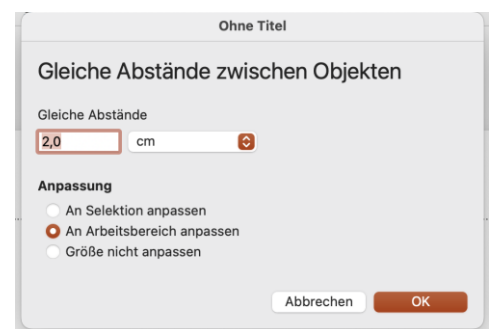 Ohne Titel
Gleiche Abstände zwischen Objekten
Gleiche Abstände
2,0 cm
Anpassung
An Selektion anpassen
An Arbeitsbereich anpassen
Größe nicht anpassen
Abbrechen OK